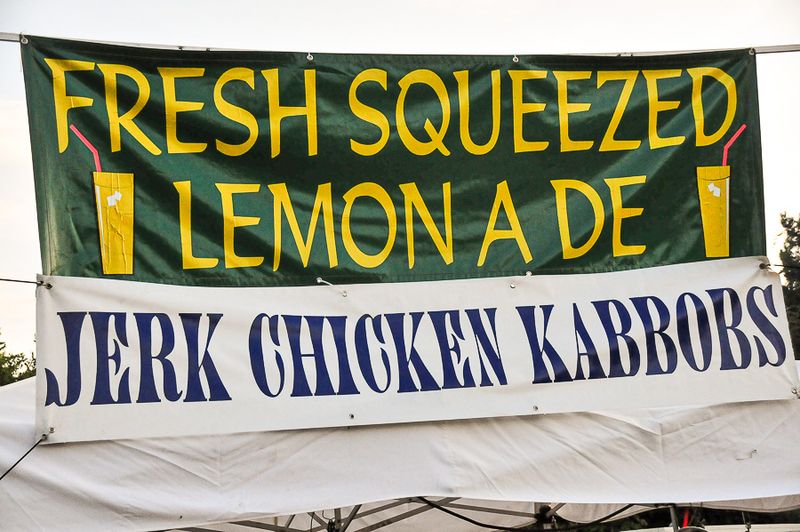 FRESH SQUEEZED
LEMON A DE
JERK CHICKEN KABBOBS